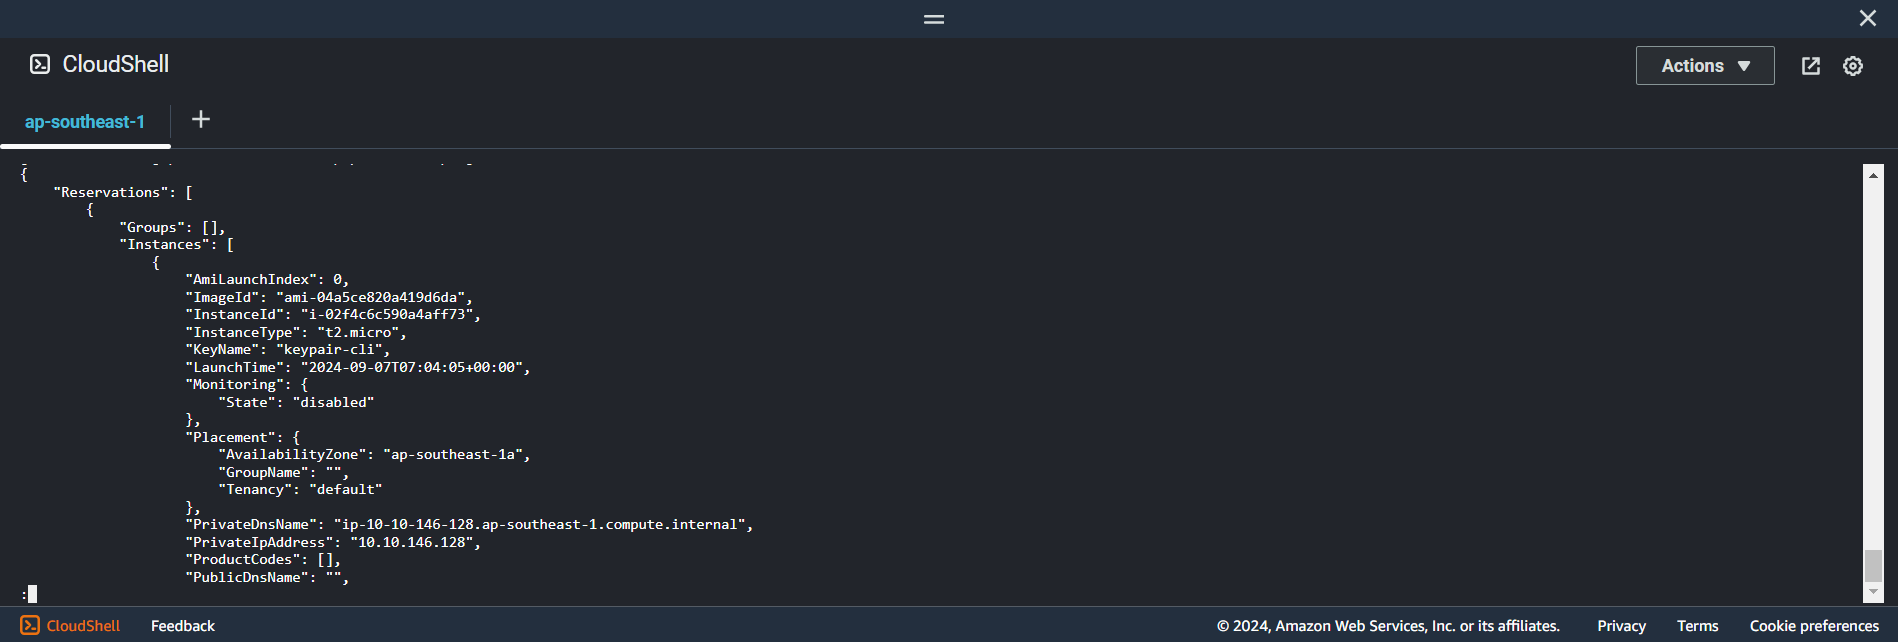 CloudShell
Actions
ap-southeast-1
{
    "Reservations": [
        {
            "Groups": [],
            "Instances": [
                {
                    "AmiLaunchIndex": 0,
                    "ImageId": "ami-04a5ce820a419d6da",
                    "InstanceId": "i-02f4c6c590a4aff73",
                    "InstanceType": "t2.micro",
                    "KeyName": "keypair-cli",
                    "LaunchTime": "2024-09-07T07:04:05+00:00",
                    "Monitoring": {
                        "State": "disabled"
                    },
                    "Placement": {
                        "AvailabilityZone": "ap-southeast-1a",
                        "GroupName": "",
                        "Tenancy": "default"
                    },
                    "PrivateDnsName": "ip-10-10-146-128.ap-southeast-1.compute.internal",
                    "PrivateIpAddress": "10.10.146.128",
                    "ProductCodes": [],
                    "PublicDnsName": "",
:
CloudShell Feedback © 2024, Amazon Web Services, Inc. or its affiliates. Privacy Terms Cookie preferences